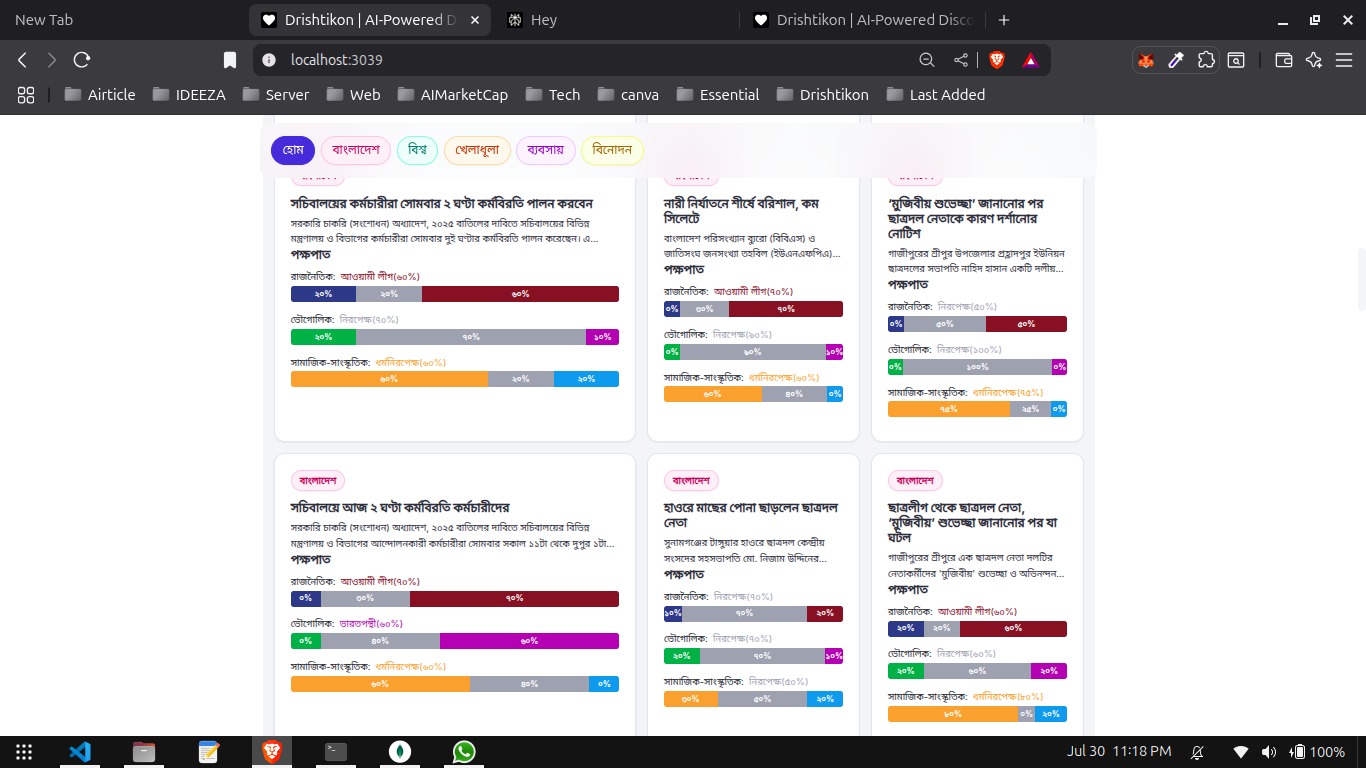 New Tab
Drishtikon | AI-Powered D
Hey
Drishtikon | AI-Powered Disco
localhost:3039
Airticle
IDEEZA
Server
Web
AIMarketCap
Tech
canva
Essential
Drishtikon
Last Added
হোম
বাংলাদেশ
বিশ্ব
খেলাধুলা
ব্যবসায়
বিনোদন
সচিবালয়ের কর্মচারীরা সোমবার ২ ঘণ্টা কর্মবিরতি পালন করবেন
সরকারি চাকরি (সংশোধন) অধ্যাদেশ, ২০২৫ বাতিলের দাবিতে সচিবালয়ের বিভিন্ন
মন্ত্রণালয় ও বিভাগের কর্মচারীরা সোমবার দুই ঘণ্টার কর্মবিরতি পালন করেছেন। এ...
পক্ষপাত
রাজনৈতিক: আওয়ামী লীগ(৬০%)
২০% ২০% ৬০%
ভৌগোলিক: নিরপেক্ষ(৭০%)
২০% ৭০% ১০%
সামাজিক-সাংস্কৃতিক: ধর্মনিরপেক্ষ(৬০%)
৬০% ২০% ২০%
নারী নির্যাতনে শীর্ষে বরিশাল, কম
সিলেটে
বাংলাদেশ পরিসংখ্যান ব্যুরো (বিবিএস) ও
জাতিসংঘ জনসংখ্যা তহবিল (ইউএনএফপিএ)...
পক্ষপাত
রাজনৈতিক: আওয়ামী লীগ(৭০%)
০% ৩০% ৭০%
ভৌগোলিক: নিরপেক্ষ(৯০%)
০% ৯০% ১০%
সামাজিক-সাংস্কৃতিক: ধর্মনিরপেক্ষ(৬০%)
৬০% ৪০% ০%
‘মুজিবীয় শুভেচ্ছা’ জানানোর পর
ছাত্রদল নেতাকে কারণ দর্শানোর
নোটিশ
গাজীপুরের শ্রীপুর উপজেলার প্রহ্লাদপুর ইউনিয়ন
ছাত্রদলের সভাপতি নাহিদ হাসান একটি দলীয়...
পক্ষপাত
রাজনৈতিক: নিরপেক্ষ(৫০%)
০% ৫০% ৫০%
ভৌগোলিক: নিরপেক্ষ(১০০%)
০% ১০০% ০%
সামাজিক-সাংস্কৃতিক: ধর্মনিরপেক্ষ(৭৫%)
৭৫% ২৫% ০%
বাংলাদেশ
সচিবালয়ে আজ ২ ঘণ্টা কর্মবিরতি কর্মচারীদের
সরকারি চাকরি (সংশোধন) অধ্যাদেশ, ২০২৫ বাতিলের দাবিতে সচিবালয়ের বিভিন্ন
মন্ত্রণালয় ও বিভাগের আন্দোলনকারী কর্মচারীরা সোমবার সকাল ১১টা থেকে দুপুর ১টা...
পক্ষপাত
রাজনৈতিক: আওয়ামী লীগ(৭০%)
০% ৩০% ৭০%
ভৌগোলিক: ভারতপন্থী(৬০%)
০% ৪০% ৬০%
সামাজিক-সাংস্কৃতিক: ধর্মনিরপেক্ষ(৬০%)
৬০% ৪০% ০%
বাংলাদেশ
হাওরে মাছের পোনা ছাড়লেন ছাত্রদল
নেতা
সুনামগঞ্জের টাঙ্গুয়ার হাওরে ছাত্রদল কেন্দ্রীয়
সংসদের সহসভাপতি মো. নিজাম উদ্দিনের...
পক্ষপাত
রাজনৈতিক: নিরপেক্ষ(৭০%)
১০% ৭০% ২০%
ভৌগোলিক: নিরপেক্ষ(৭০%)
২০% ৭০% ১০%
সামাজিক-সাংস্কৃতিক: নিরপেক্ষ(৫০%)
৩০% ৫০% ২০%
বাংলাদেশ
ছাত্রলীগ থেকে ছাত্রদল নেতা,
‘মুজিবীয়’ শুভেচ্ছা জানানোর পর যা
ঘটল
গাজীপুরের শ্রীপুরে এক ছাত্রদল নেতা দলটির
নেতাকর্মীদের 'মুজিবীয়' শুভেচ্ছা ও অভিনন্দন...
পক্ষপাত
রাজনৈতিক: আওয়ামী লীগ(৬০%)
২০% ২০% ৬০%
ভৌগোলিক: নিরপেক্ষ(৬০%)
২০% ৬০% ২০%
সামাজিক-সাংস্কৃতিক: ধর্মনিরপেক্ষ(৮০%)
৮০% ০% ২০%
Jul 30 11:18 PM
100%